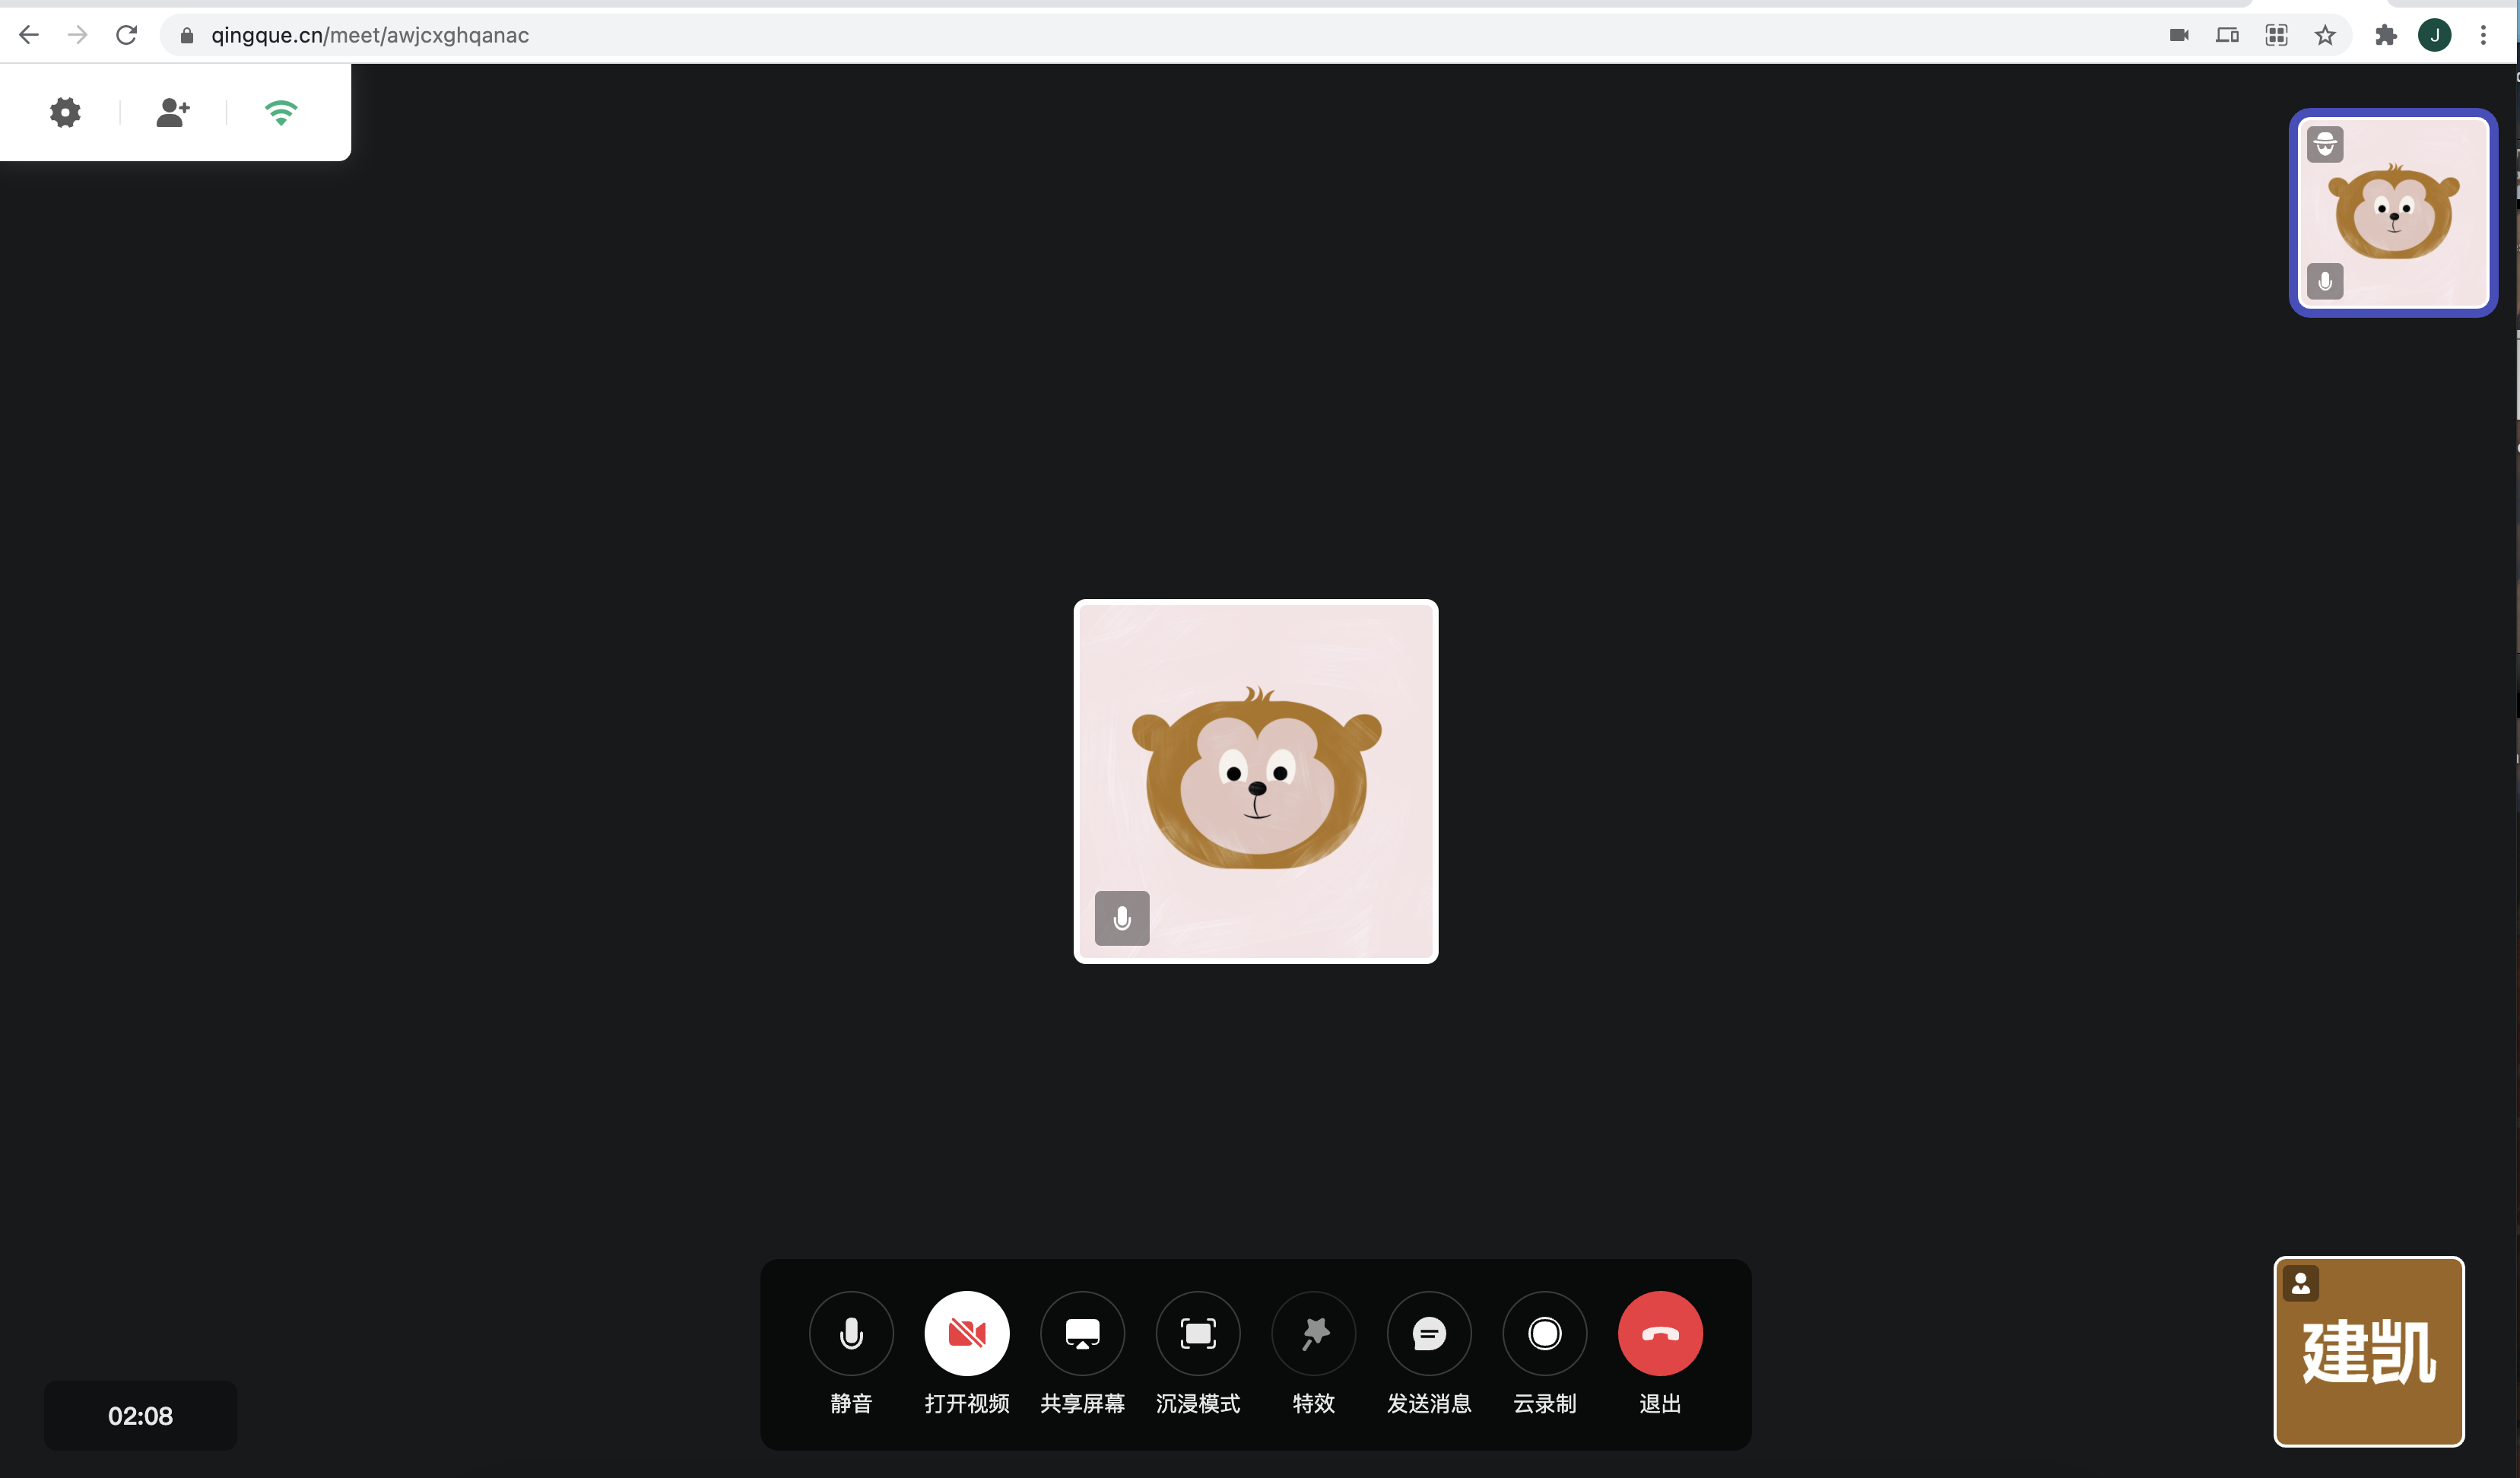 qingque.cn/meet/awjcxghqanac
J
建凯
静音
打开视频
共享屏幕
沉浸模式
特效
发送消息
云录制
退出
02:08